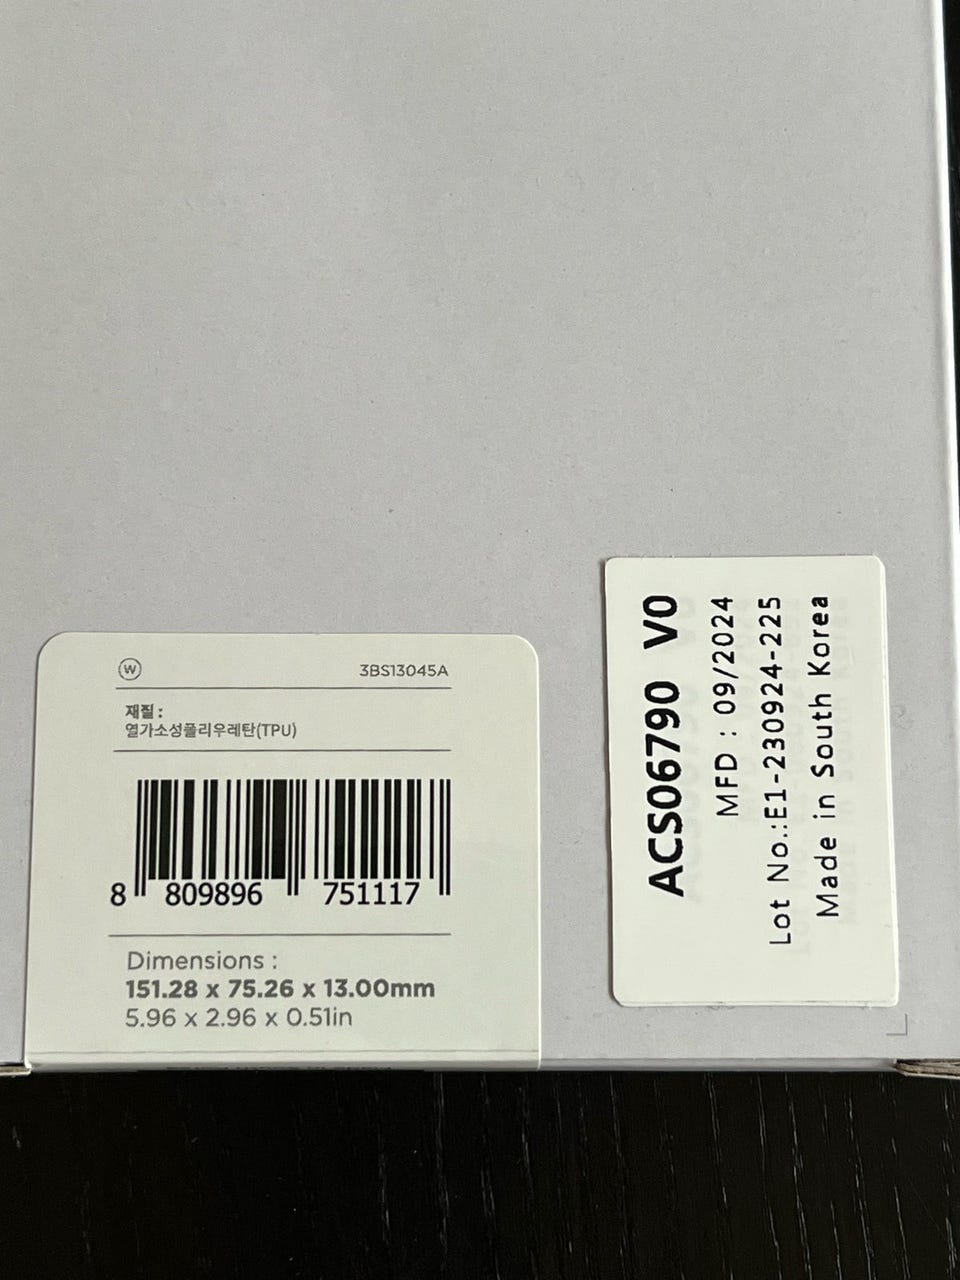 W
3BS13045A
재질 :
열가소성폴리우레탄(TPU)
8 809896 751117
Dimensions :
151.28 x 75.26 x 13.00mm
5.96 x 2.96 x 0.51in
ACS06790 V0
MFD : 09/2024
Lot No.:E1-230924-225
Made in South Korea